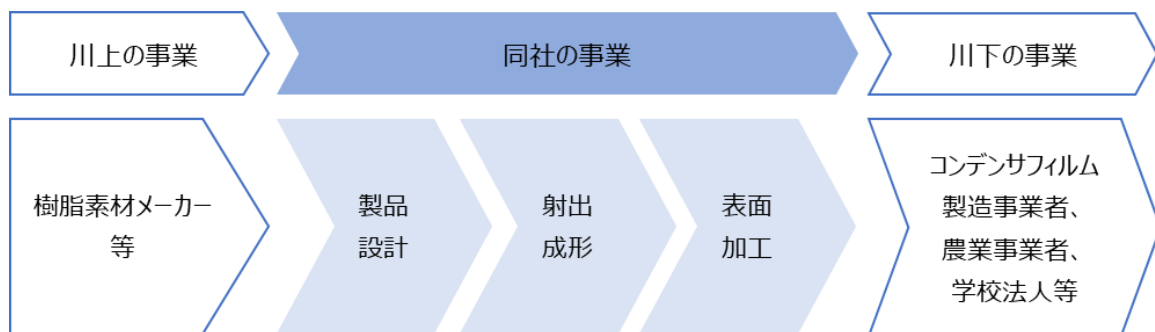 川上の事業
同社の事業
川下の事業
樹脂素材メーカー
等
製品
設計
射出
成形
表面
加工
コンデンサフィルム
製造事業者、
農業事業者、
学校法人等